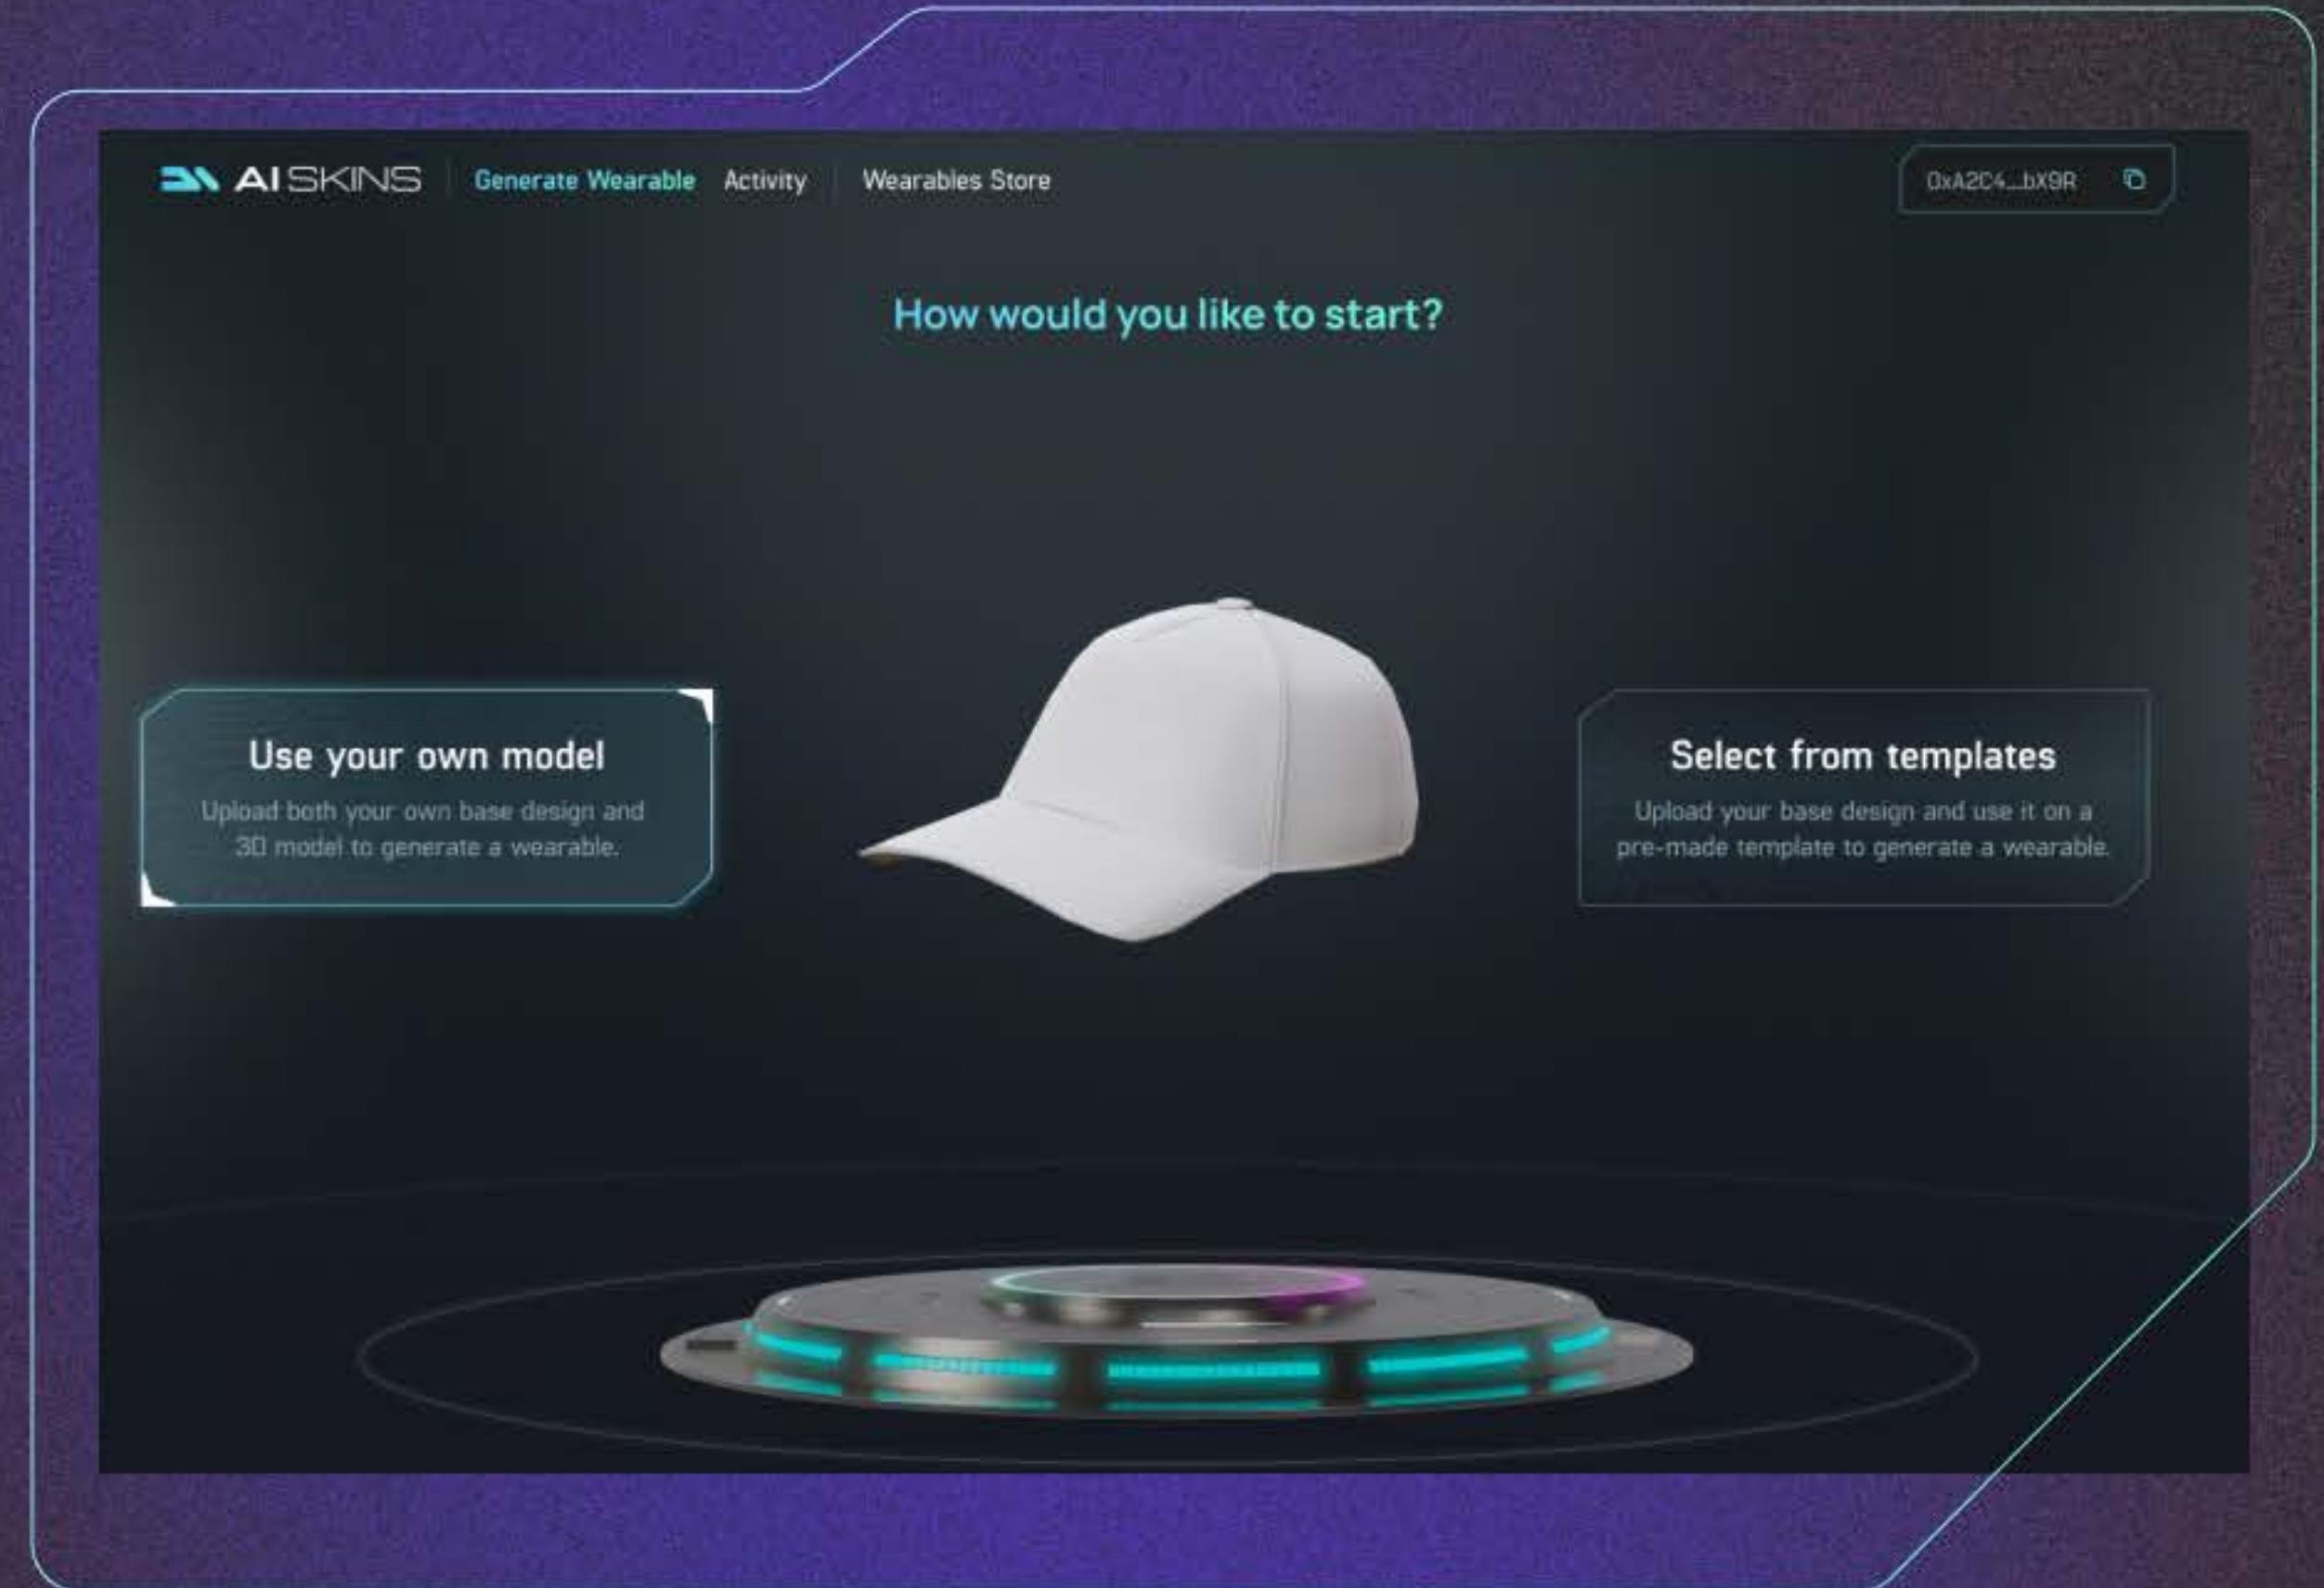 AI SKINS
Generate Wearable
Activity
Wearables Store
0xA2C4...bX9R
How would you like to start?
Use your own model
Upload both your own base design and
3D model to generate a wearable.
Select from templates
Upload your base design and use it on a
pre-made template to generate a wearable.